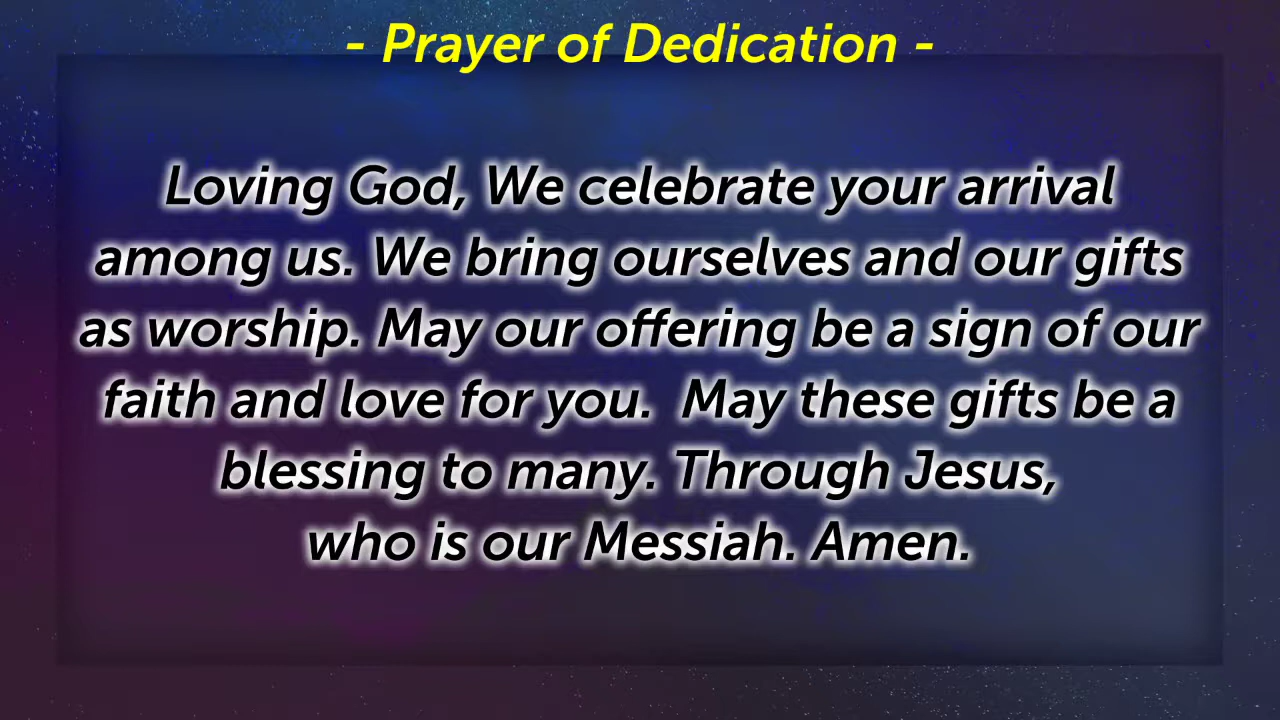 - Prayer of Dedication -
Loving God, We celebrate your arrival
among us. We bring ourselves and our gifts
as worship. May our offering be a sign of our
faith and love for you.  May these gifts be a
blessing to many. Through Jesus,
who is our Messiah. Amen.